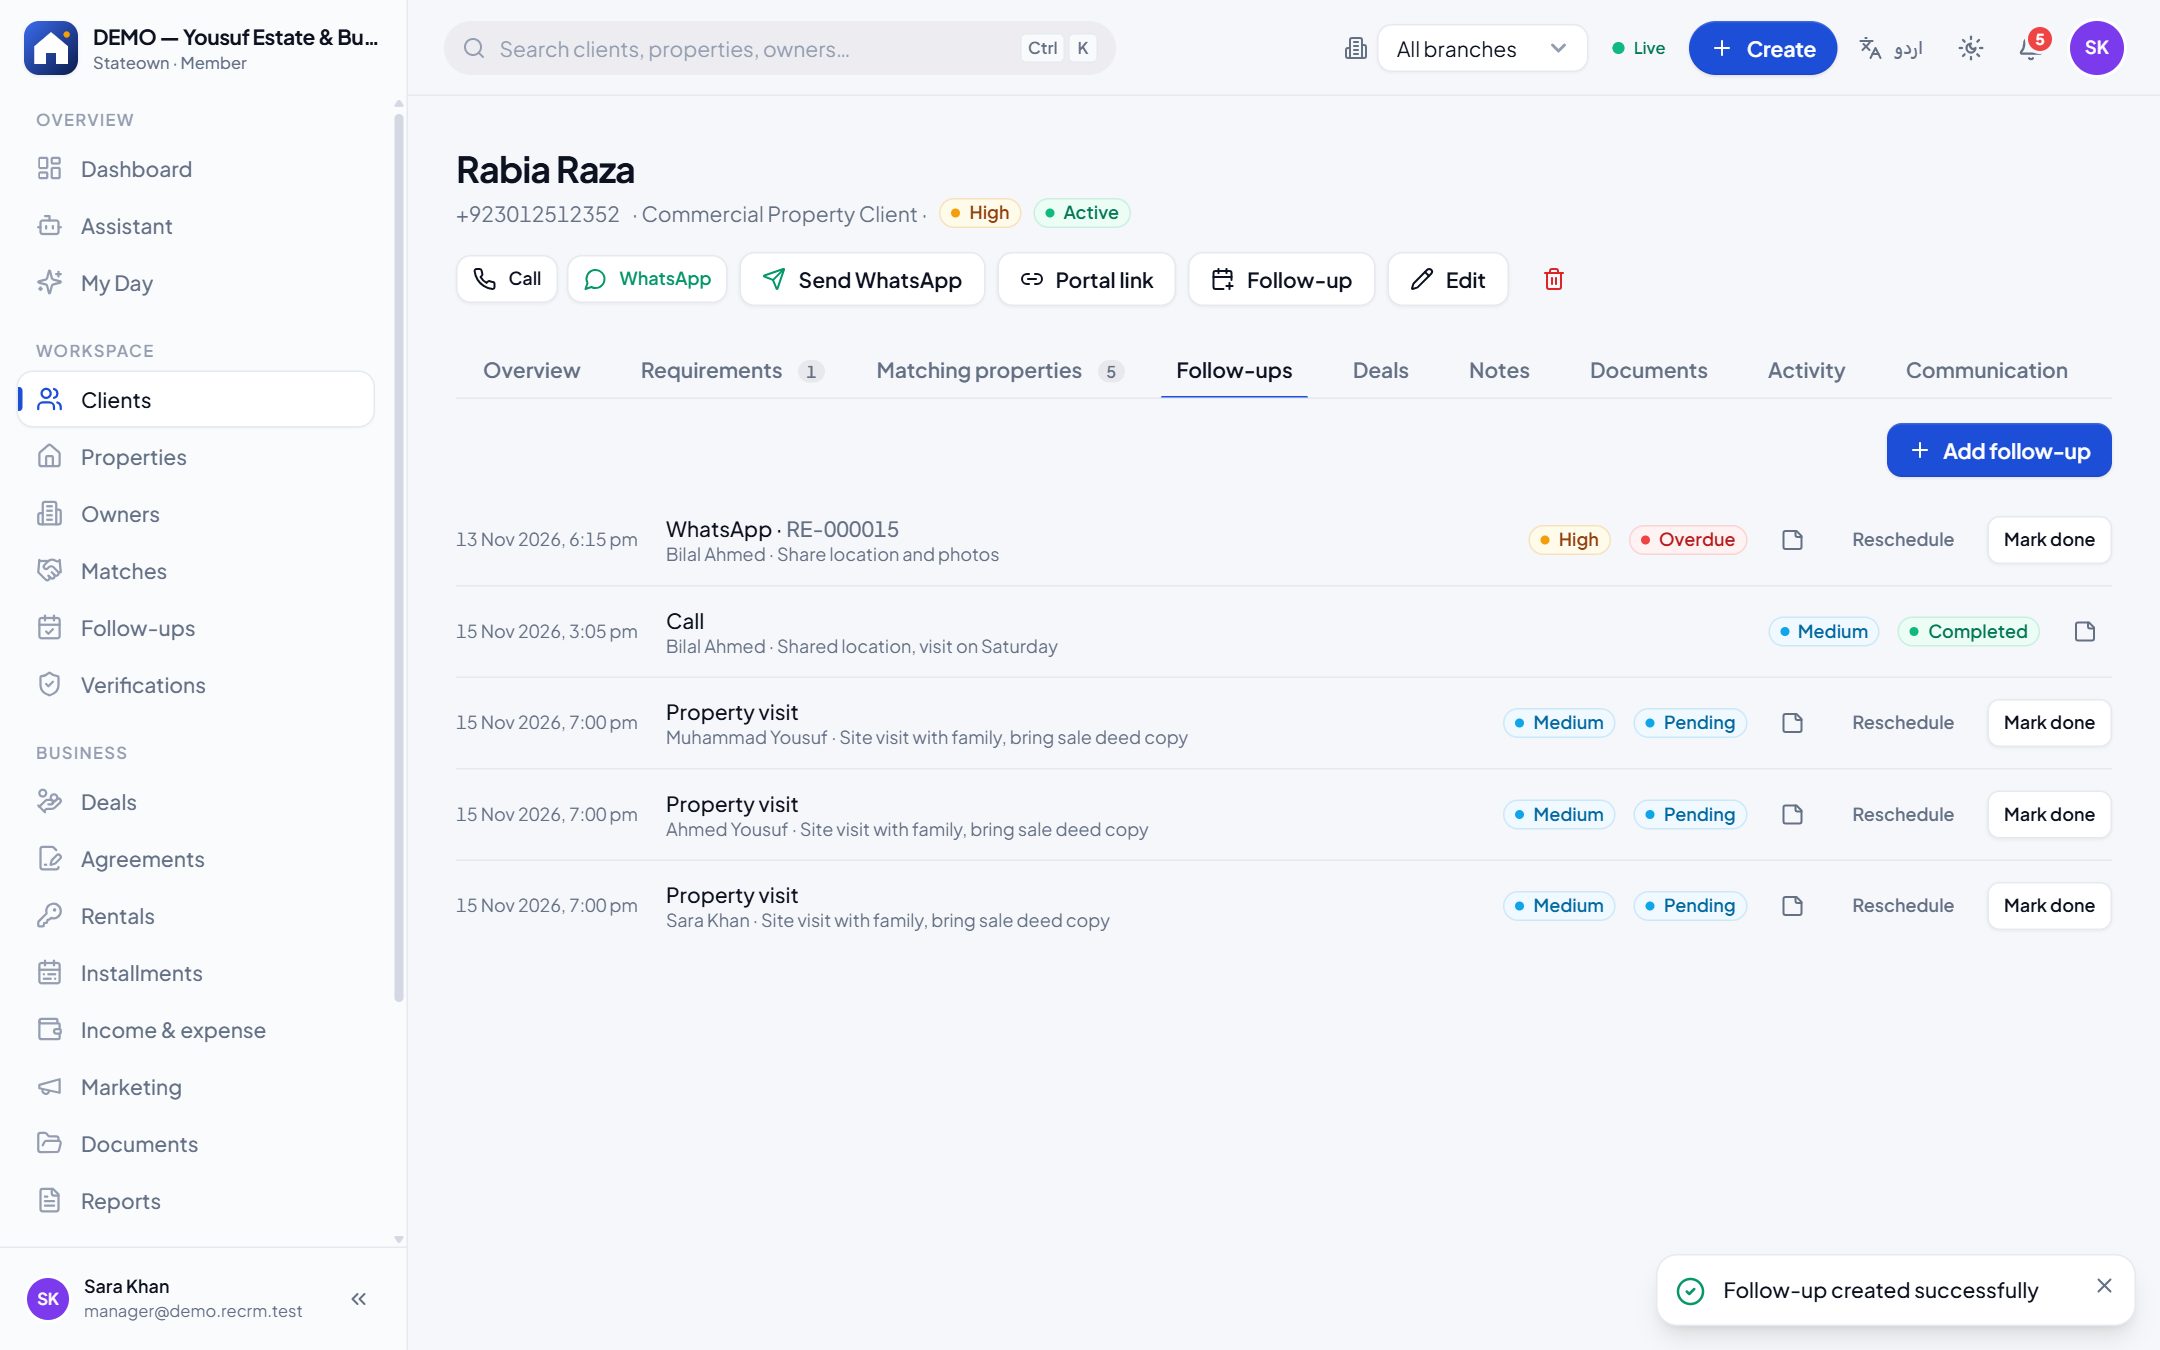 DEMO — Yousuf Estate & Bu...
Stateown · Member
Search clients, properties, owners...
Ctrl K
All branches
Live
Create
اردو
5
SK
OVERVIEW
Dashboard
Assistant
My Day
WORKSPACE
Clients
Properties
Owners
Matches
Follow-ups
Verifications
BUSINESS
Deals
Agreements
Rentals
Installments
Income & expense
Marketing
Documents
Reports
SK
Sara Khan
manager@demo.recrm.test
Rabia Raza
+923012512352 · Commercial Property Client · High Active
Call WhatsApp Send WhatsApp Portal link Follow-up Edit
Overview Requirements 1 Matching properties 5 Follow-ups Deals Notes Documents Activity Communication
Add follow-up
13 Nov 2026, 6:15 pm WhatsApp · RE-000015 High Overdue Reschedule Mark done
Bilal Ahmed · Share location and photos
15 Nov 2026, 3:05 pm Call Medium Completed
Bilal Ahmed · Shared location, visit on Saturday
15 Nov 2026, 7:00 pm Property visit Medium Pending Reschedule Mark done
Muhammad Yousuf · Site visit with family, bring sale deed copy
15 Nov 2026, 7:00 pm Property visit Medium Pending Reschedule Mark done
Ahmed Yousuf · Site visit with family, bring sale deed copy
15 Nov 2026, 7:00 pm Property visit Medium Pending Reschedule Mark done
Sara Khan · Site visit with family, bring sale deed copy
Follow-up created successfully